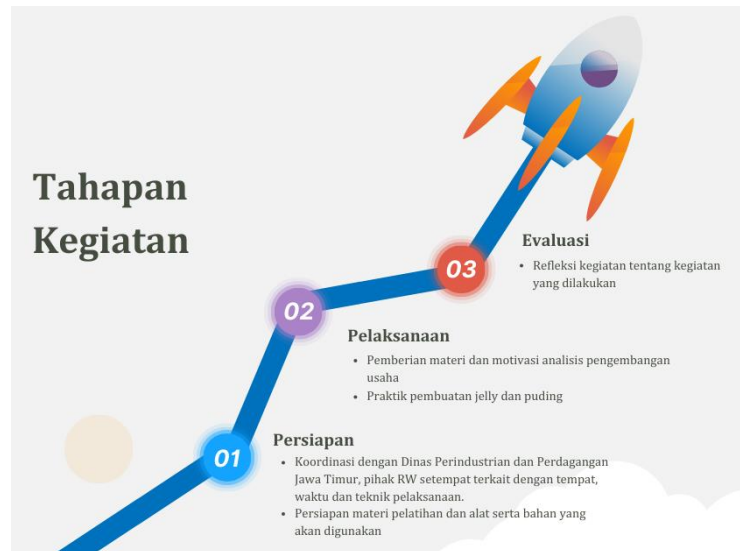 Tahapan
Kegiatan
03
Evaluasi
• Refleksi kegiatan tentang kegiatan
yang dilakukan
02
Pelaksanaan
• Pemberian materi dan motivasi analisis pengembangan
usaha
• Praktik pembuatan jelly dan puding
01
Persiapan
• Koordinasi dengan Dinas Perindustrian dan Perdagangan
Jawa Timur, pihak RW setempat terkait dengan tempat,
waktu dan teknik pelaksanaan.
• Persiapan materi pelatihan dan alat serta bahan yang
akan digunakan